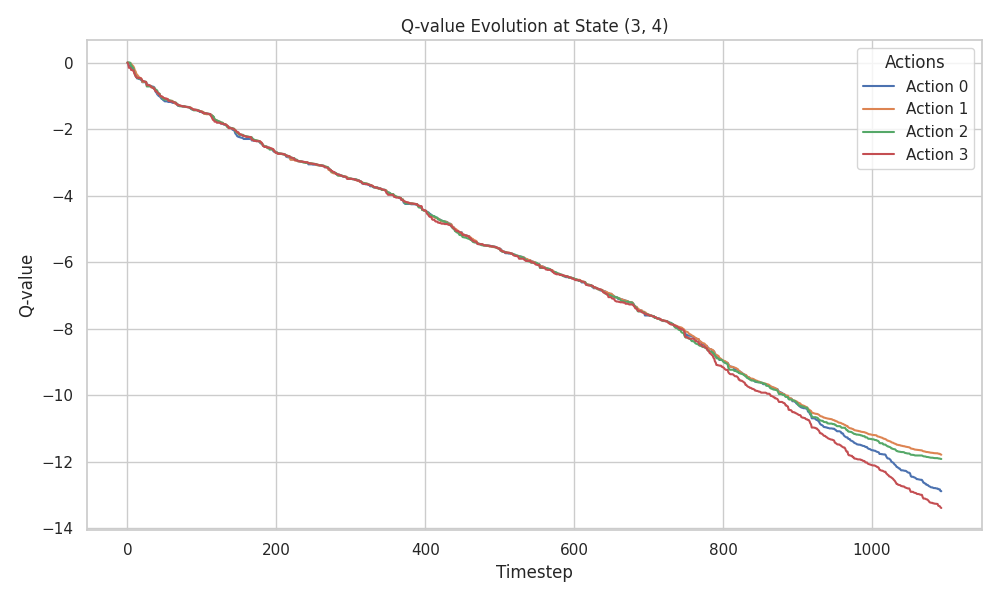 Q-value Evolution at State (3, 4)
Actions
Action 0
Action 1
Action 2
Action 3
Q-value
0
−2
−4
−6
−8
−10
−12
−14
0 200 400 600 800 1000
Timestep